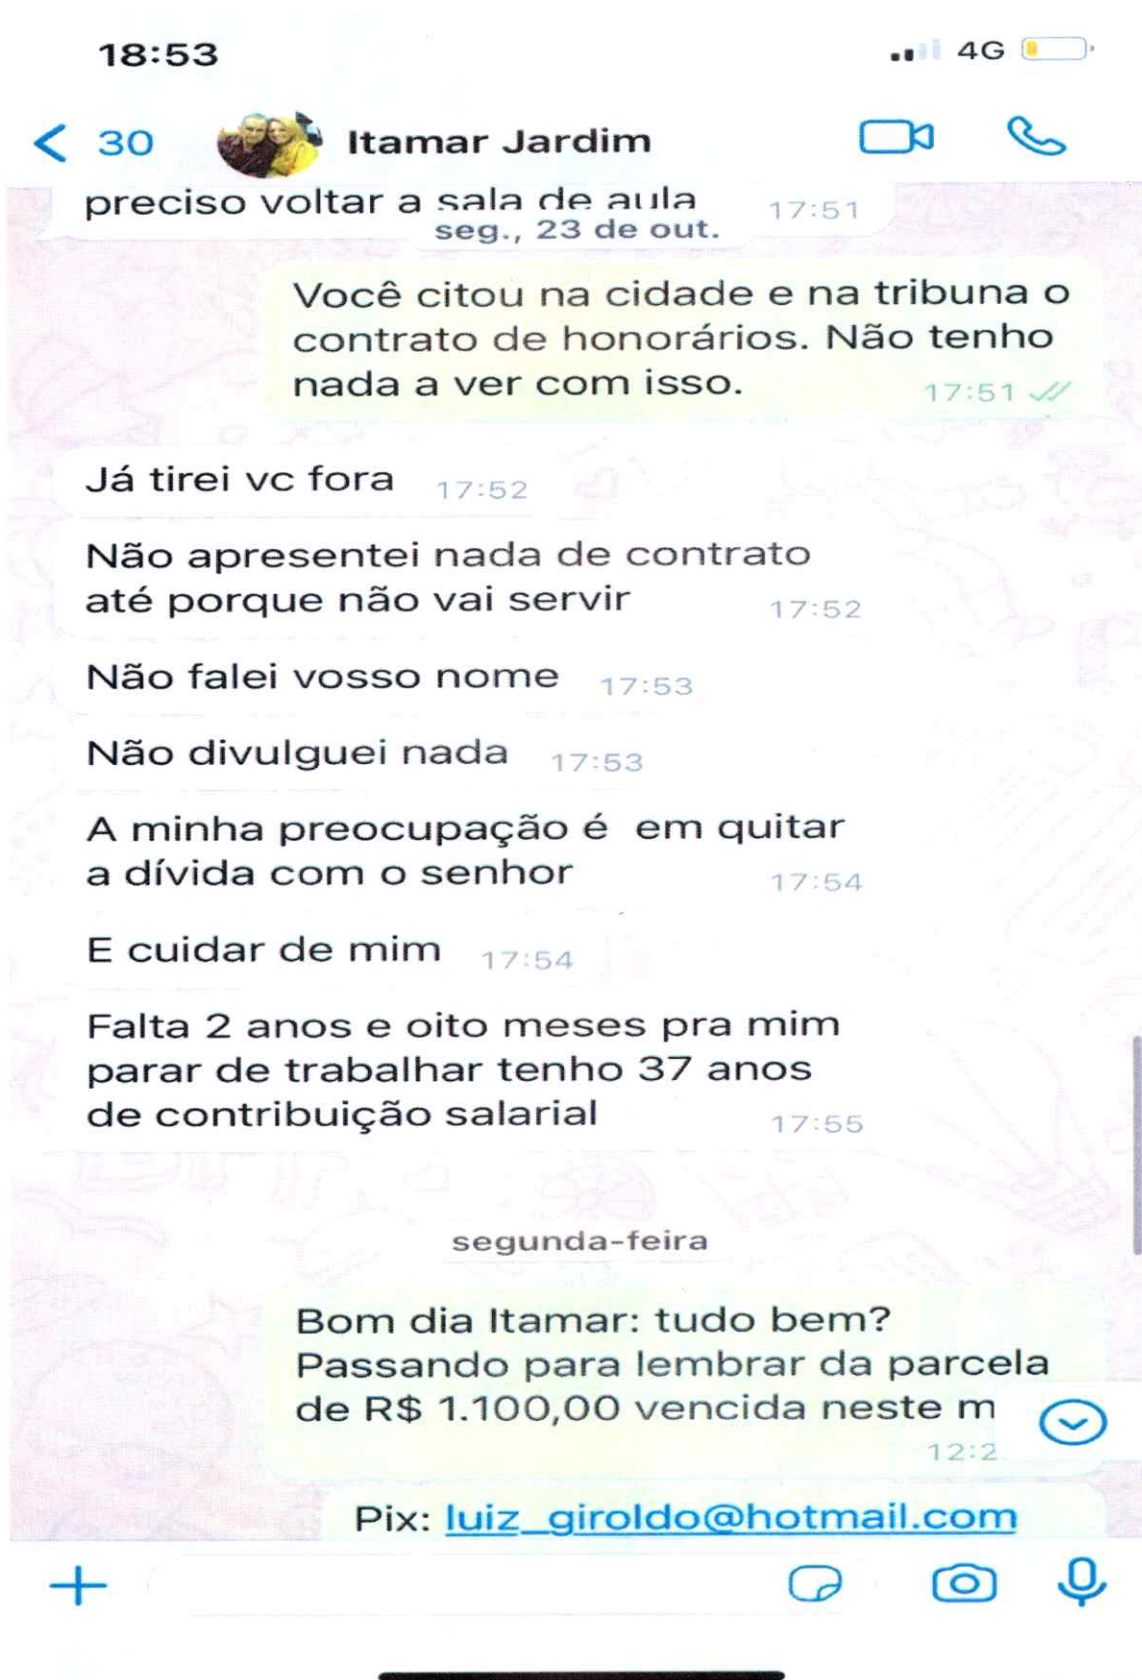 18:53
4G
30
Itamar Jardim
preciso voltar a sala de aula
17:51
seg., 23 de out.
Você citou na cidade e na tribuna o
contrato de honorários. Não tenho
nada a ver com isso.
17:51
Já tirei vc fora
17:52
Não apresentei nada de contrato
até porque não vai servir
17:52
Não falei vosso nome
17:53
Não divulguei nada
17:53
A minha preocupação é em quitar
a dívida com o senhor
17:54
E cuidar de mim
17:54
Falta 2 anos e oito meses pra mim
parar de trabalhar tenho 37 anos
de contribuição salarial
17:55
segunda-feira
Bom dia Itamar: tudo bem?
Passando para lembrar da parcela
de R$ 1.100,00 vencida neste m
12:2
Pix: luiz_giroldo@hotmail.com